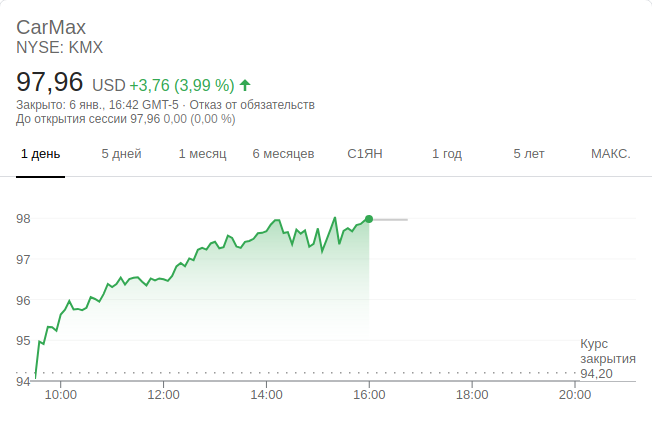 CarMax
NYSE: KMX
97,96 USD +3,76 (3,99 %)
Закрыто: 6 янв., 16:42 GMT-5 · Отказ от обязательств
До открытия сессии 97,96 0,00 (0,00 %)
1 день 5 дней 1 месяц 6 месяцев С1ЯН 1 год 5 лет МАКС.
98
97
96
95
94
Курс
закрытия
94,20
10:00 12:00 14:00 16:00 18:00 20:00